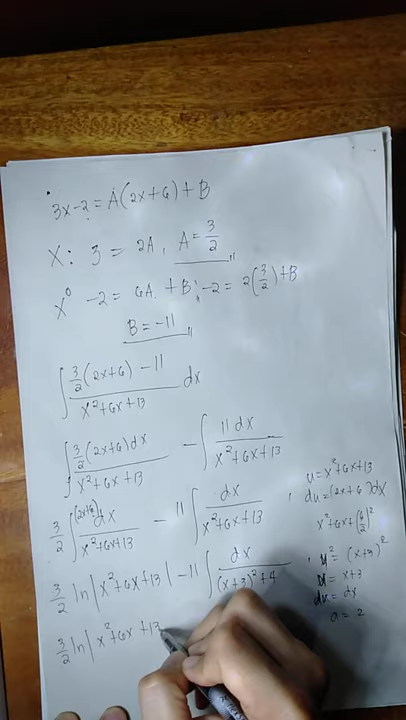 3x-2 = A(2x+6) + B
X: 3 = 2A, A = 3/2
X⁰ -2 = 6A + B; -2 = 2(3/2) + B
B = -11
∫ (3/2(2x+6) - 11)/(x²+6x+13) dx
∫ (3/2(2x+6)dx)/(x²+6x+13) - ∫ (11 dx)/(x²+6x+13)
3/2 ∫ ((2x+6)dx)/(x²+6x+13) - 11 ∫ dx/(x²+6x+13) , u = x²+6x+13
du = (2x+6)dx
x²+6x+(6/2)²
3/2 ln|x²+6x+13| - 11 ∫ dx/((x+3)²+4) , u² = (x+3)²
u = x+3
dx = dx
a = 2
3/2 ln|x²+6x+13